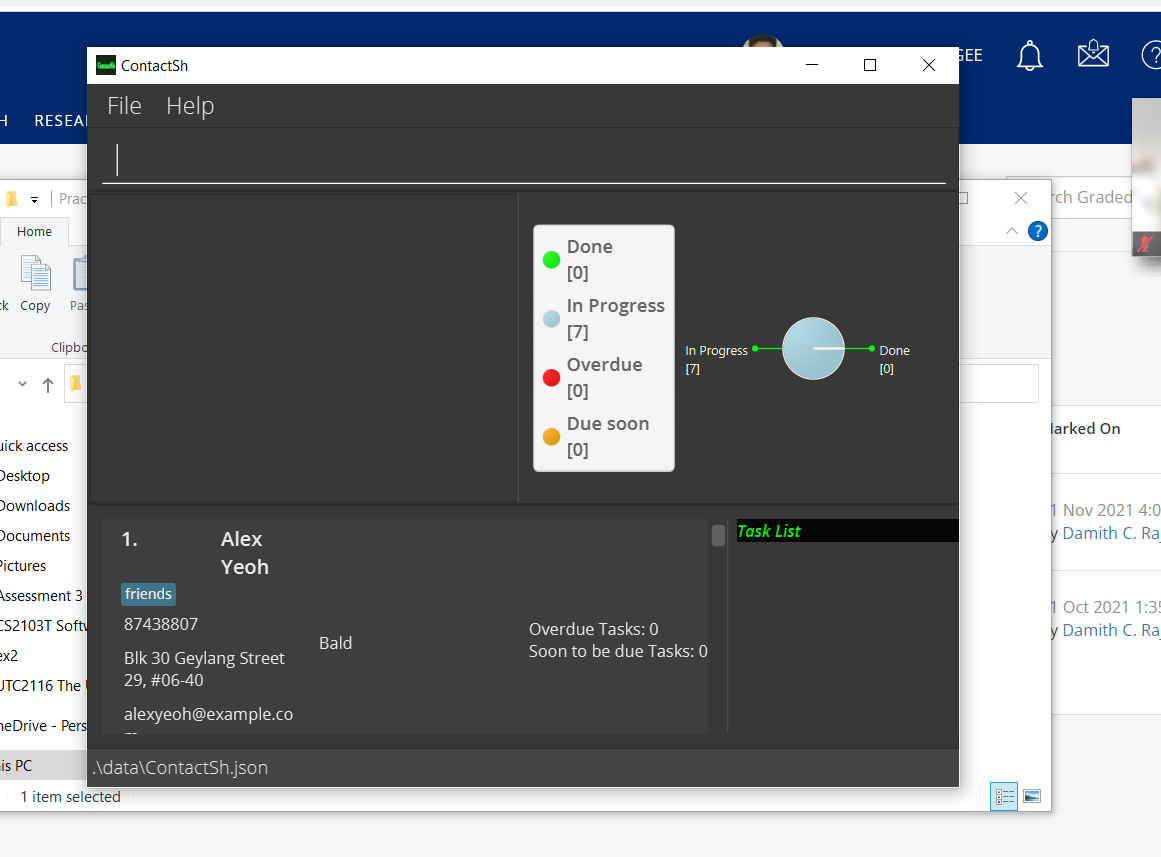 ContactSh
GEE
File Help
RESEA
Prac
rch Graded
Home
Copy
Pas
Clipbo
Done
[0]
In Progress
[7]
Overdue
[0]
Due soon
[0]
In Progress
[7]
Done
[0]
uick access
Desktop
Downloads
Documents
Pictures
Assessment 3
CS2103T Softw
ex2
UTC2116 The
neDrive - Pers
his PC
1 item selected
1.
Alex
Yeoh
friends
87438807
Blk 30 Geylang Street
29, #06-40
alexyeoh@example.co
Bald
Overdue Tasks: 0
Soon to be due Tasks: 0
Task List
.\data\ContactSh.json
Marked On
1 Nov 2021 4:0
y Damith C. Raj
1 Oct 2021 1:35
y Damith C. Raj